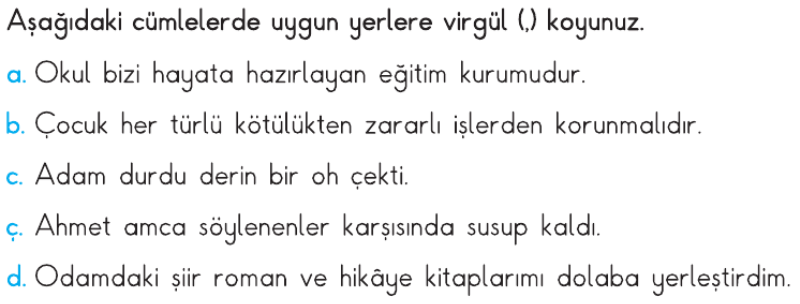 Aşağıdaki cümlelerde uygun yerlere virgül (,) koyunuz.
a. Okul bizi hayata hazırlayan eğitim kurumudur.
b. Çocuk her türlü kötülükten zararlı işlerden korunmalıdır.
c. Adam durdu derin bir oh çekti.
ç. Ahmet amca söylenenler karşısında susup kaldı.
d. Odamdaki şiir roman ve hikâye kitaplarımı dolaba yerleştirdim.